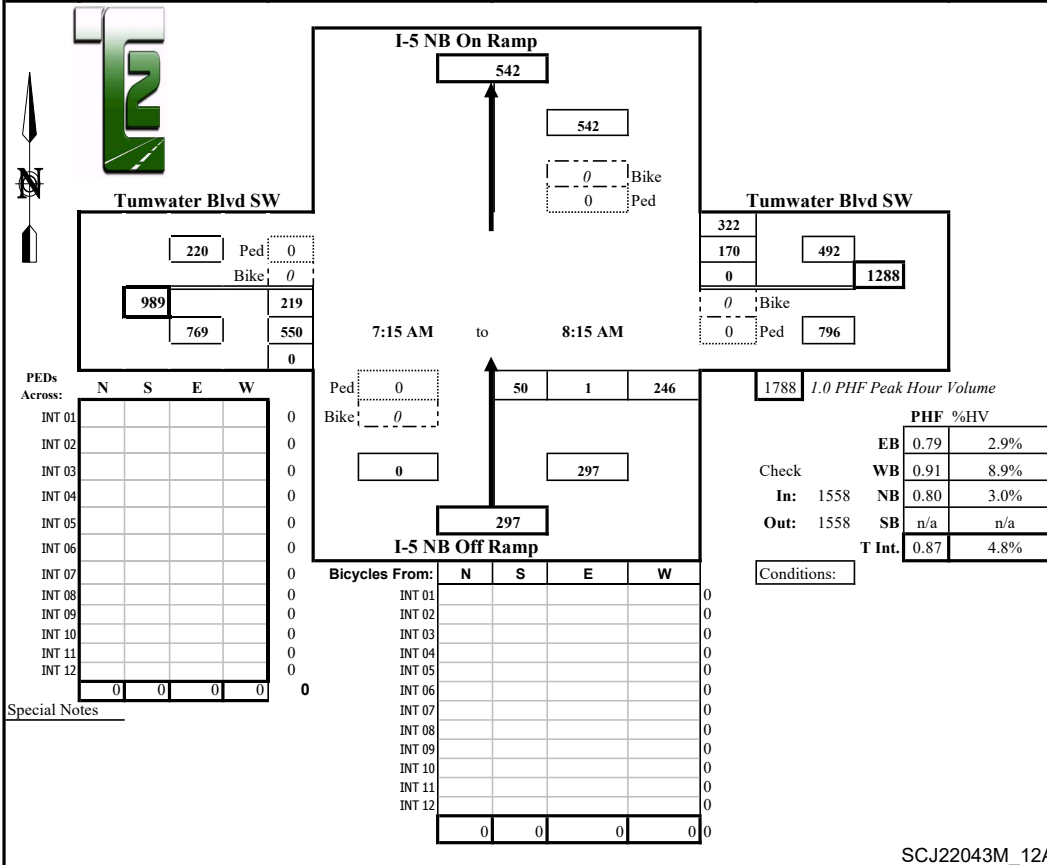 I-5 NB On Ramp
542
542
0 Bike
0 Ped
N
Tumwater Blvd SW
Tumwater Blvd SW
220 Ped 0
Bike 0
989 219
769 550
0
322
170 492
0 1288
0 Bike
0 Ped 796
7:15 AM to 8:15 AM
Ped 0
Bike 0
50 1 246
0 297
297
I-5 NB Off Ramp
1788 1.0 PHF Peak Hour Volume
PHF %HV
EB 0.79 2.9%
Check WB 0.91 8.9%
In: 1558 NB 0.80 3.0%
Out: 1558 SB n/a n/a
T Int. 0.87 4.8%
Conditions:
PEDs
Across: N S E W
INT 01 0
INT 02 0
INT 03 0
INT 04 0
INT 05 0
INT 06 0
INT 07 0
INT 08 0
INT 09 0
INT 10 0
INT 11 0
INT 12 0
0 0 0 0 0
Special Notes
Bicycles From: N S E W
INT 01 0
INT 02 0
INT 03 0
INT 04 0
INT 05 0
INT 06 0
INT 07 0
INT 08 0
INT 09 0
INT 10 0
INT 11 0
INT 12 0
0 0 0 0 0